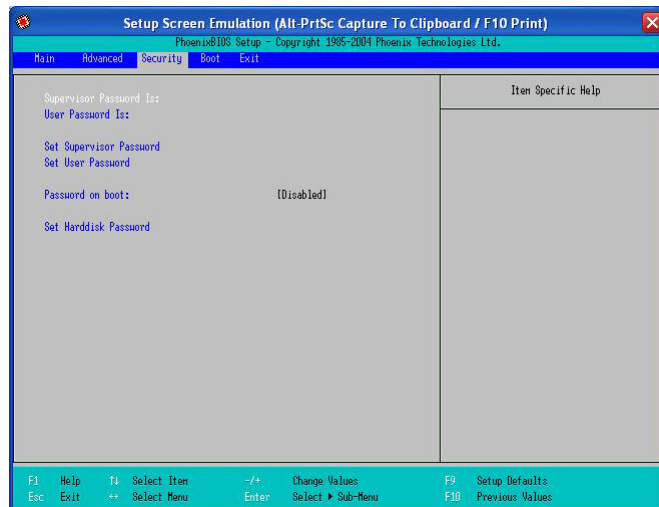 Setup Screen Emulation (Alt-PrtSc Capture To Clipboard / F10 Print)
PhoenixBIOS Setup - Copyright 1985-2004 Phoenix Technologies Ltd.
Main Advanced Security Boot Exit
Item Specific Help
Supervisor Password Is:
User Password Is:
Set Supervisor Password
Set User Password
Password on boot: [Disabled]
Set Harddisk Password
F1 Help ↑↓ Select Item -/+ Change Values F9 Setup Defaults
Esc Exit ↔ Select Menu Enter Select ▶ Sub-Menu F10 Previous Values